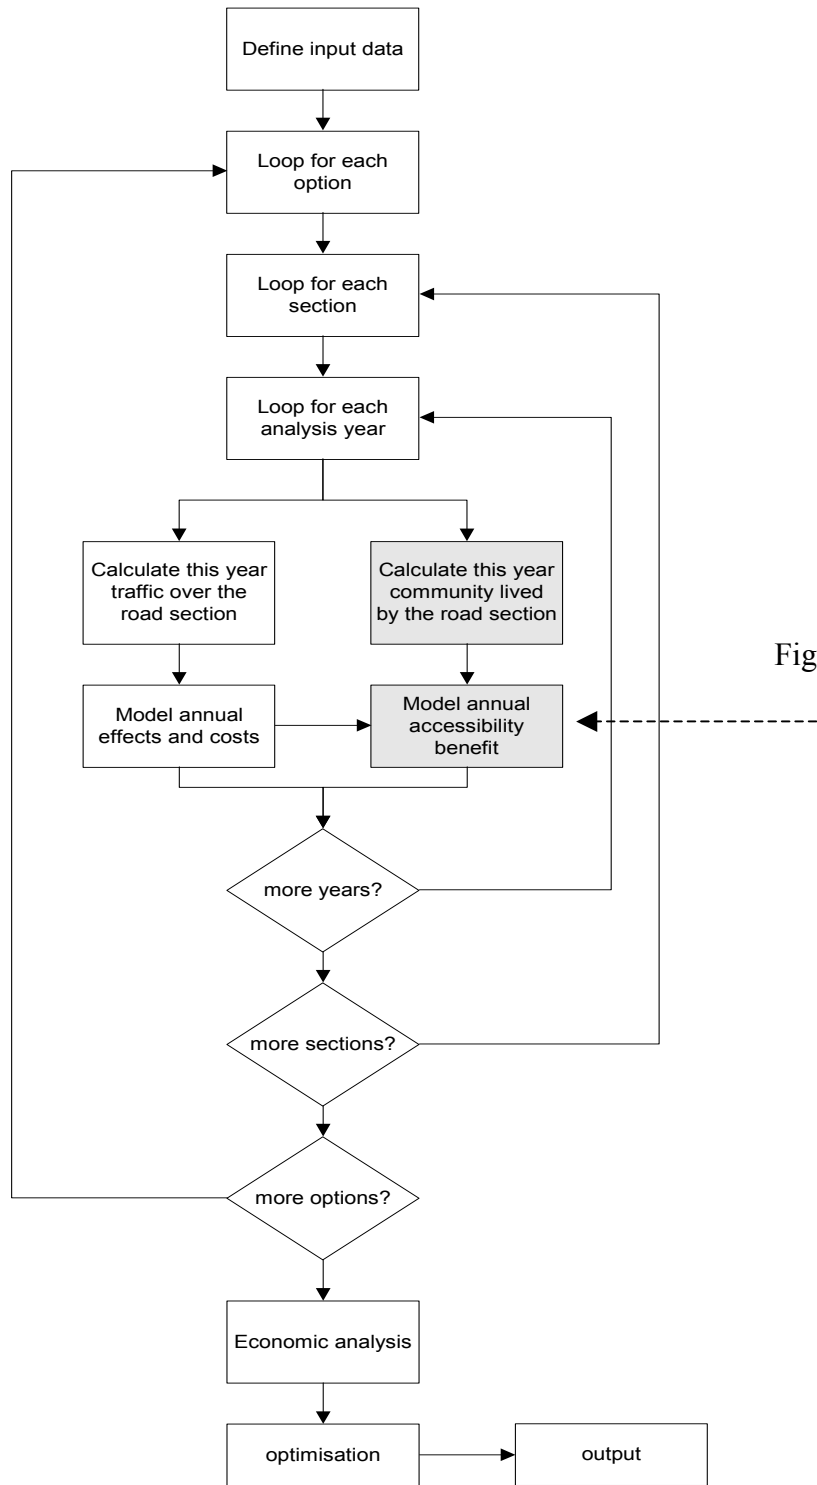 Define input data
Loop for each
option
Loop for each
section
Loop for each
analysis year
Calculate this year
traffic over the
road section
Calculate this year
community lived
by the road section
Fig
Model annual
effects and costs
Model annual
accessibility
benefit
more years?
more sections?
more options?
Economic analysis
optimisation
output